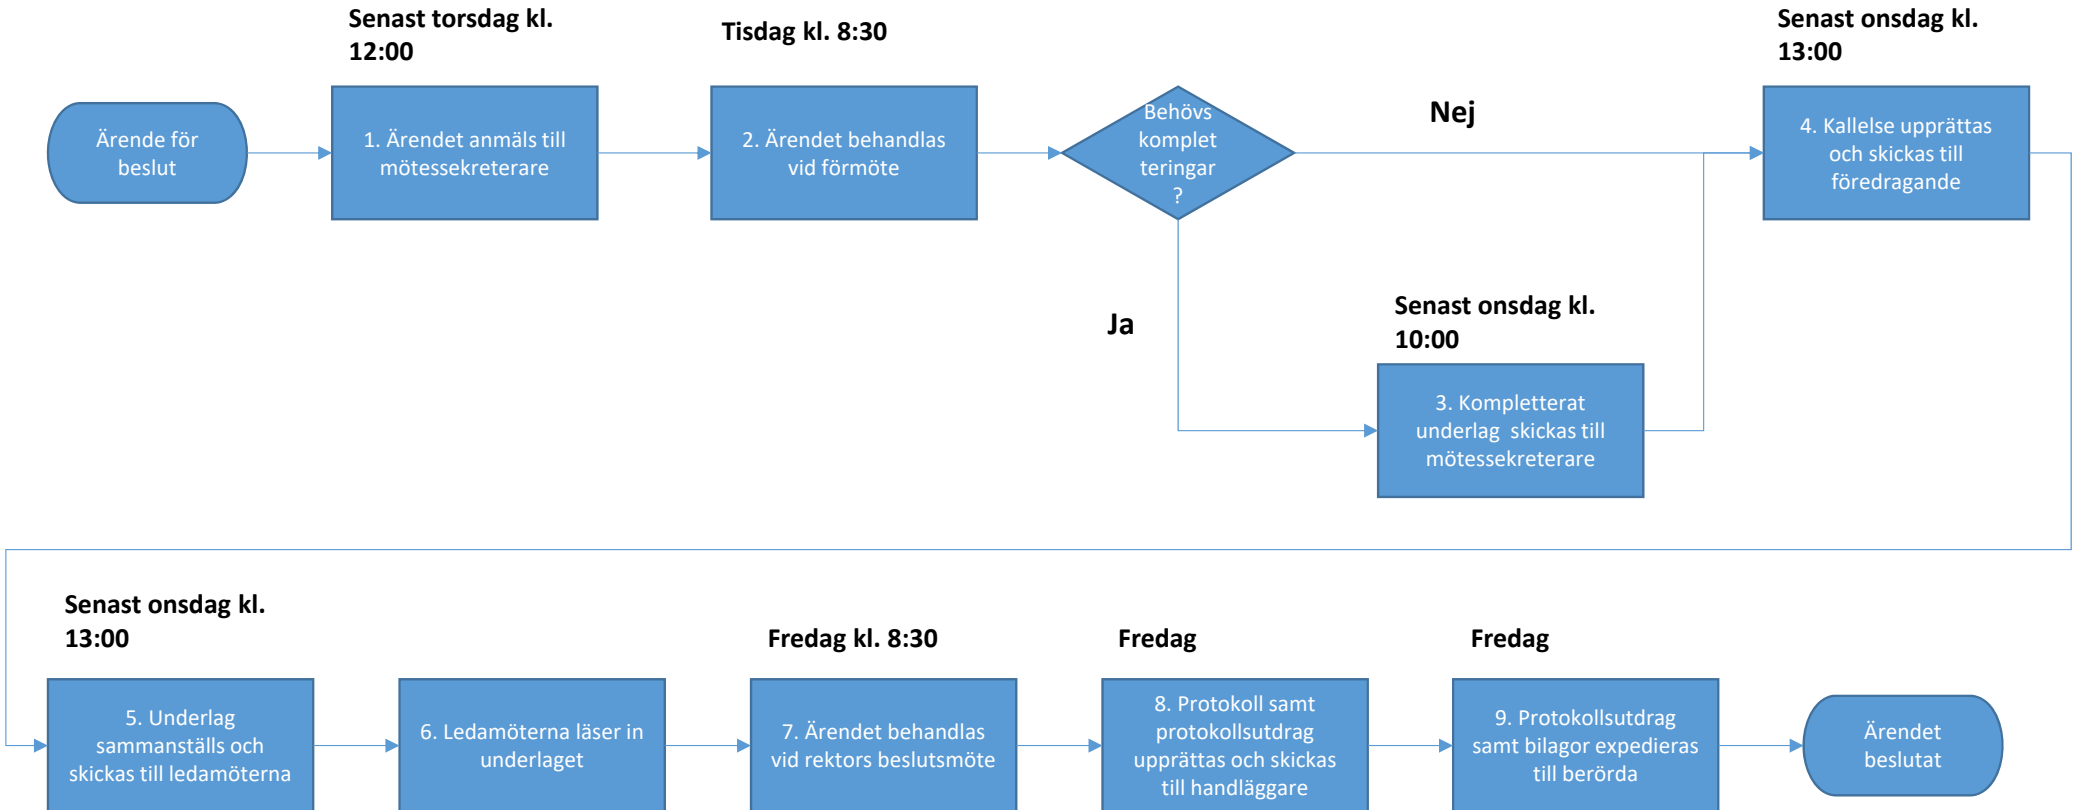 Senast torsdag kl.
12:00
Tisdag kl. 8:30
Senast onsdag kl.
13:00
Ärende för
beslut
1. Ärendet anmäls till
mötessekreterare
2. Ärendet behandlas
vid förmöte
Behövs
komplet
teringar
?
Nej
4. Kallelse upprättas
och skickas till
föredragande
Ja
Senast onsdag kl.
10:00
3. Kompletterat
underlag  skickas till
mötessekreterare
Senast onsdag kl.
13:00
Fredag kl. 8:30
Fredag
Fredag
5. Underlag
sammanställs och
skickas till ledamöterna
6. Ledamöterna läser in
underlaget
7. Ärendet behandlas
vid rektors beslutsmöte
8. Protokoll samt
protokollsutdrag
upprättas och skickas
till handläggare
9. Protokollsutdrag
samt bilagor expedieras
till berörda
Ärendet
beslutat